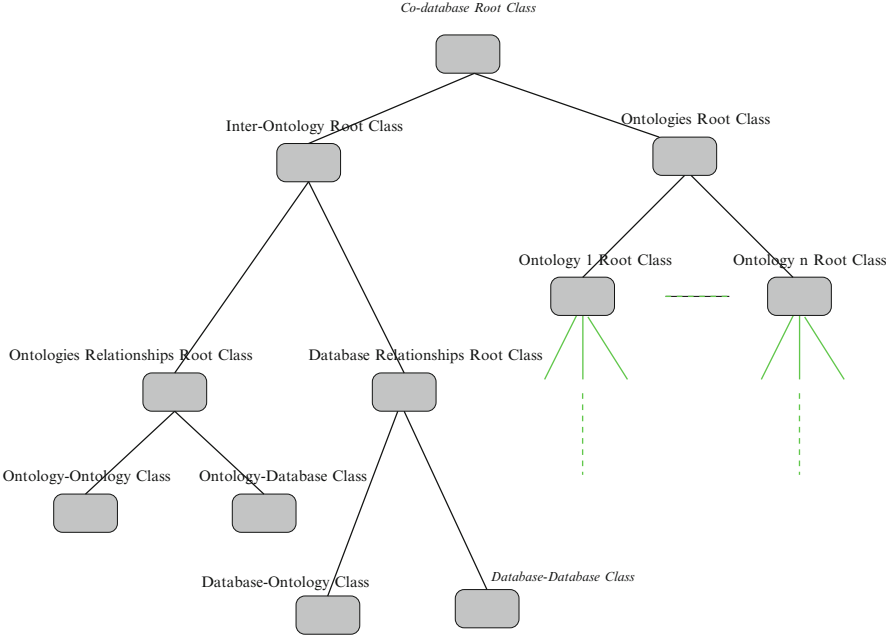 Co-database Root Class
Ontologies Root Class
Inter-Ontology Root Class
Ontology 1 Root Class
Ontology n Root Class
Ontologies Relationships Root Class
Database Relationships Root Class
Ontology-Ontology Class
Ontology-Database Class
Database-Ontology Class
Database-Database Class